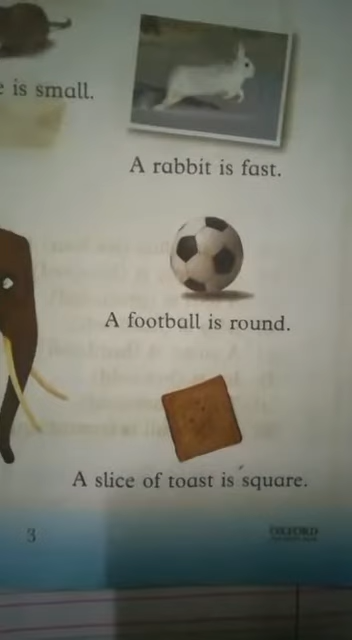 e is small.
A rabbit is fast.
A football is round.
A slice of toast is square.
3
OXFORD